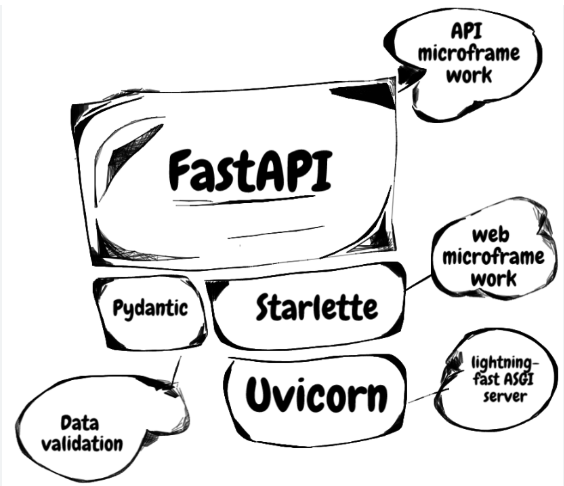 API
microframe
work
FastAPI
web
microframe
work
Pydantic
Starlette
lightning-
fast ASGI
server
Uvicorn
Data
validation